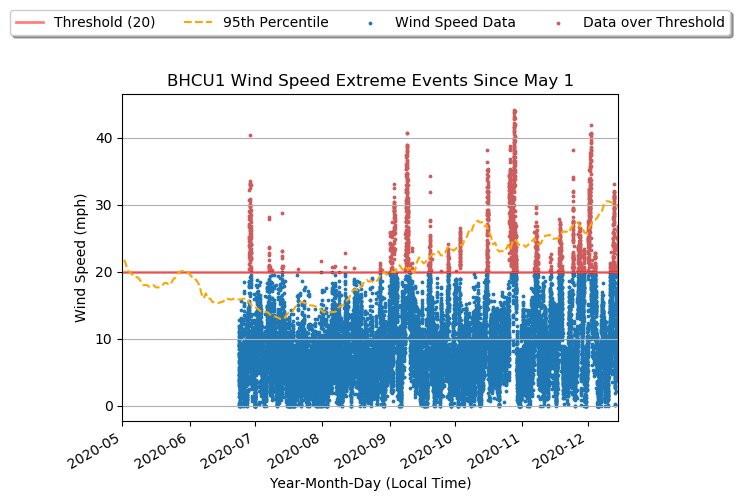 Threshold (20) 95th Percentile Wind Speed Data Data over Threshold
BHCU1 Wind Speed Extreme Events Since May 1
Wind Speed (mph)
40
30
20
10
0
2020-05 2020-06 2020-07 2020-08 2020-09 2020-10 2020-11 2020-12
Year-Month-Day (Local Time)